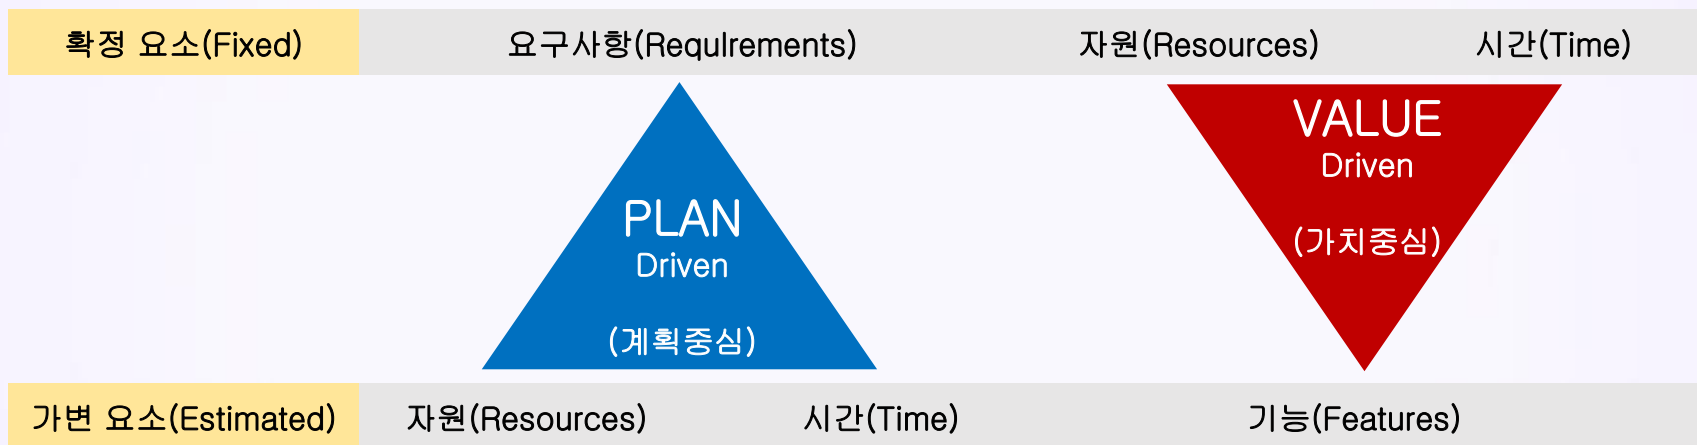 확정 요소(Fixed) 요구사항(RequIrements) 자원(Resources) 시간(Time)
PLAN
Driven
(계획중심)
VALUE
Driven
(가치중심)
가변 요소(Estimated) 자원(Resources) 시간(Time) 기능(Features)